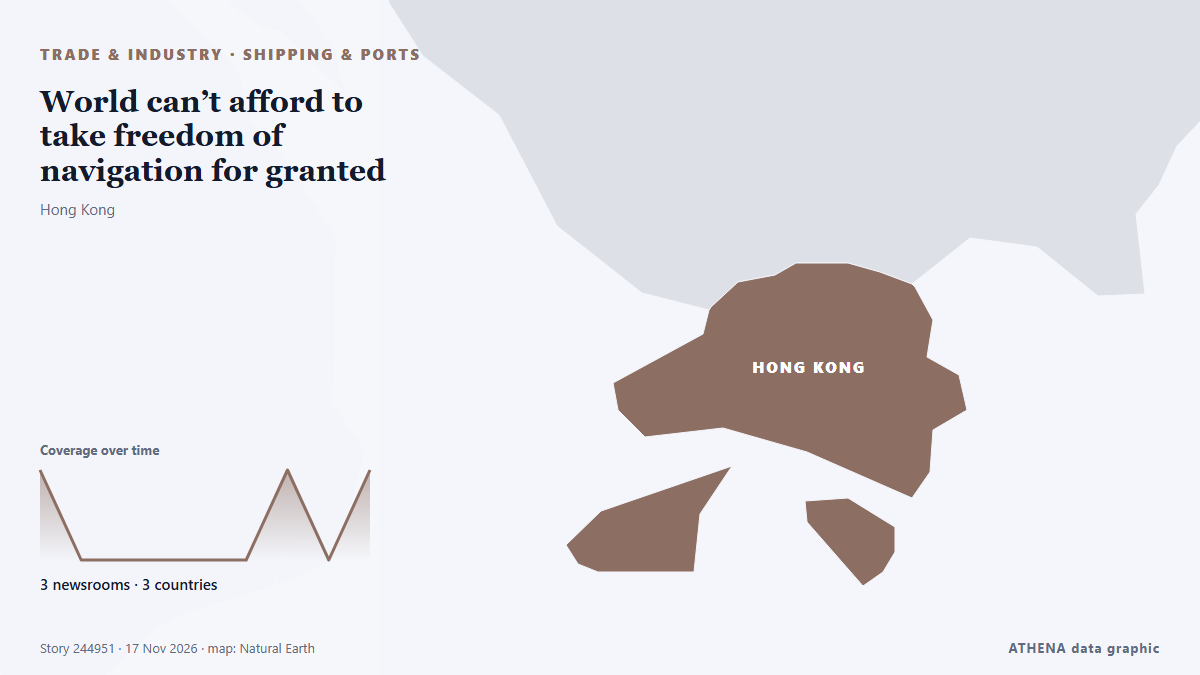 TRADE & INDUSTRY · SHIPPING & PORTS
World can’t afford to
take freedom of
navigation for granted
Hong Kong
HONG KONG
Coverage over time
3 newsrooms · 3 countries
Story 244951 · 17 Nov 2026 · map: Natural Earth
ATHENA data graphic